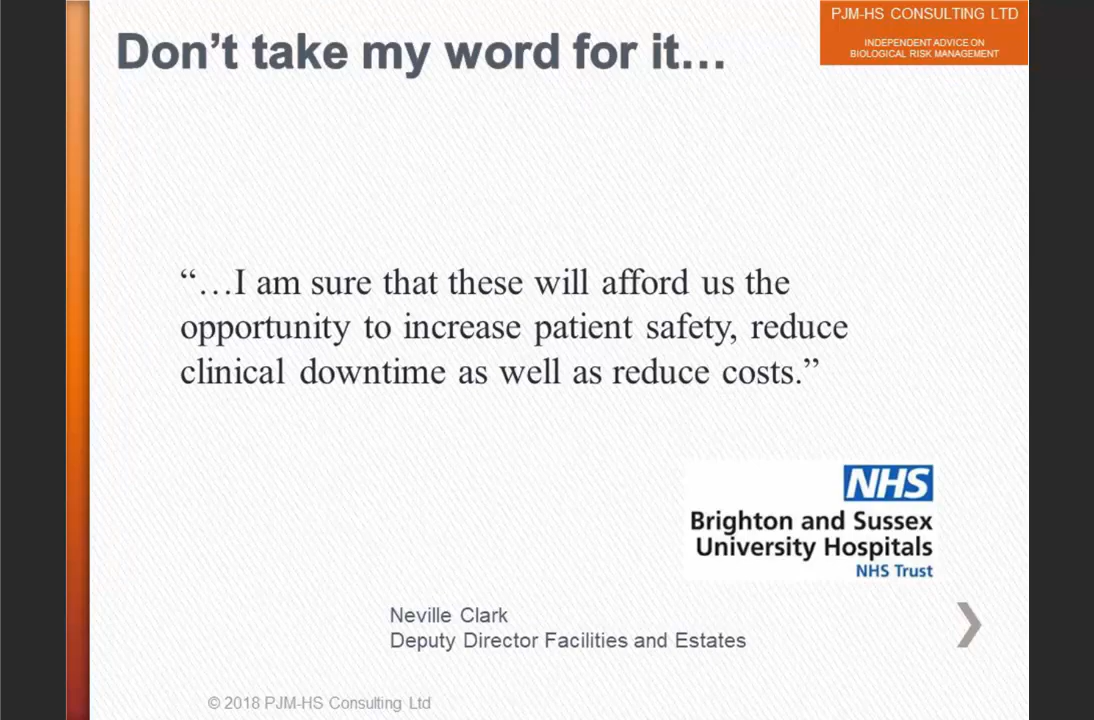 PJM-HS CONSULTING LTD
INDEPENDENT ADVICE ON
BIOLOGICAL RISK MANAGEMENT
Don’t take my word for it…
“…I am sure that these will afford us the
opportunity to increase patient safety, reduce
clinical downtime as well as reduce costs.”
NHS
Brighton and Sussex
University Hospitals
NHS Trust
Neville Clark
Deputy Director Facilities and Estates
© 2018 PJM-HS Consulting Ltd